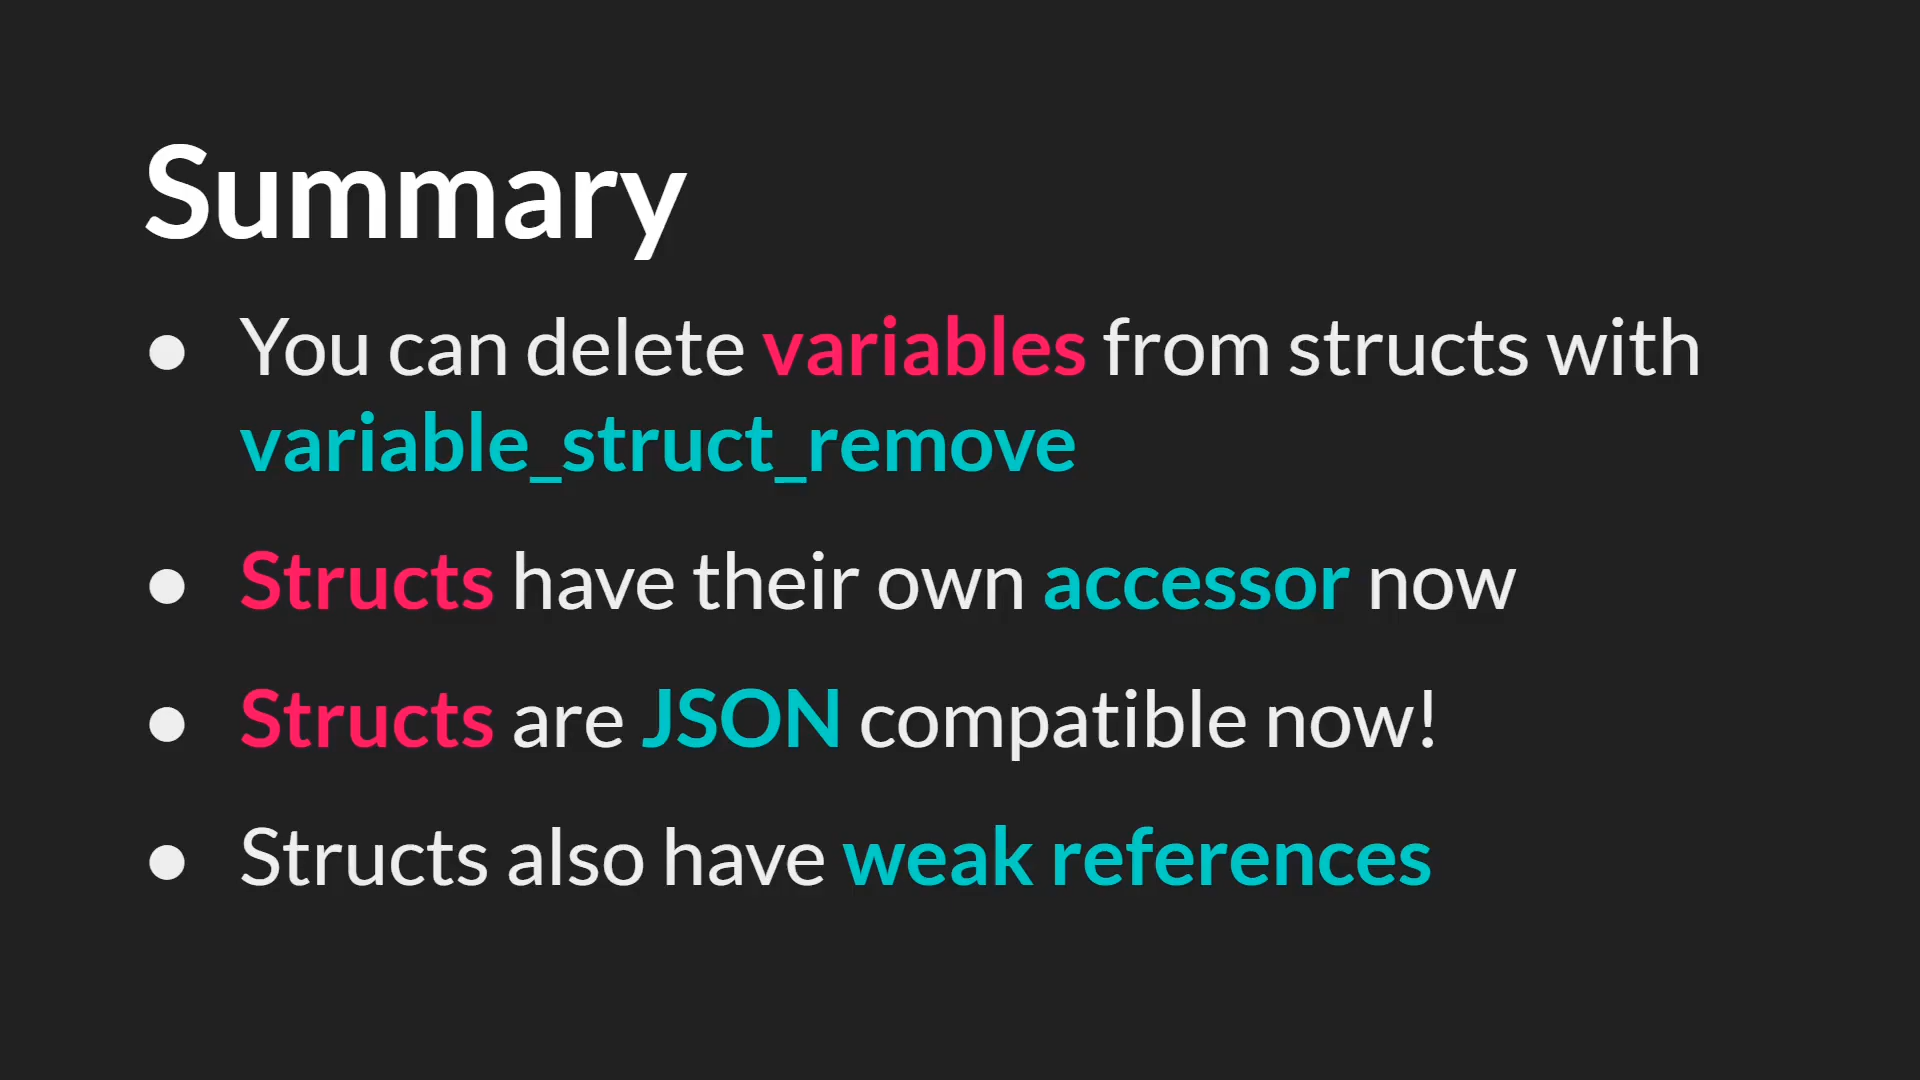 Summary
● You can delete variables from structs with
variable_struct_remove
● Structs have their own accessor now
● Structs are JSON compatible now!
● Structs also have weak references